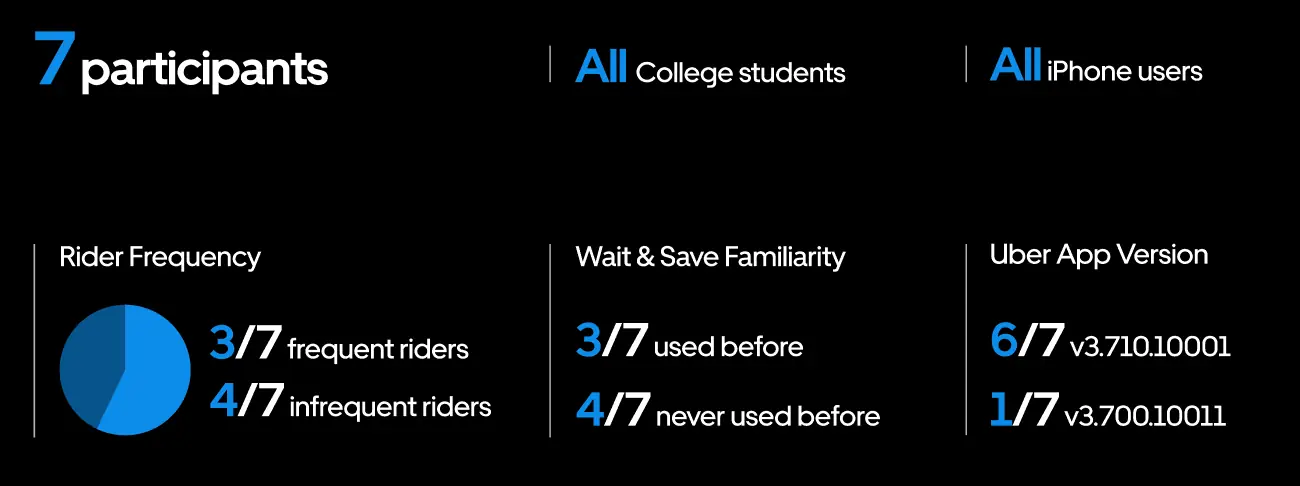 7 participants
All College students
All iPhone users
Rider Frequency
3/7 frequent riders
4/7 infrequent riders
Wait & Save Familiarity
3/7 used before
4/7 never used before
Uber App Version
6/7 v3.710.10001
1/7 v3.700.10011